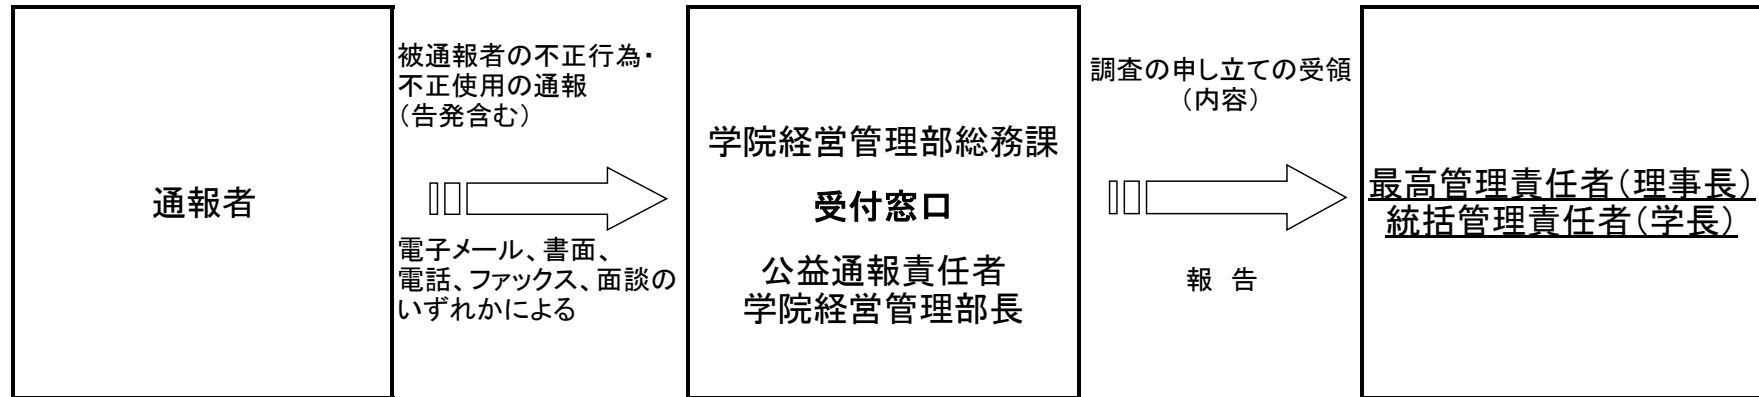 通報者
被通報者の不正行為・
不正使用の通報
（告発含む）
電子メール、書面、
電話、ファックス、面談の
いずれかによる
学院経営管理部総務課
受付窓口
公益通報責任者
学院経営管理部長
調査の申し立ての受領
（内容）
報　告
最高管理責任者（理事長）
統括管理責任者（学長）